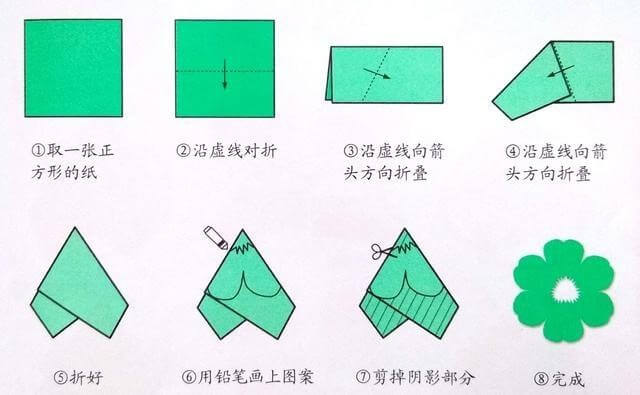 ①取一张正
方形的纸
②沿虚线对折
③沿虚线向箭
头方向折叠
④沿虚线向箭
头方向折叠
⑤折好
⑥用铅笔画上图案
⑦剪掉阴影部分
⑧完成